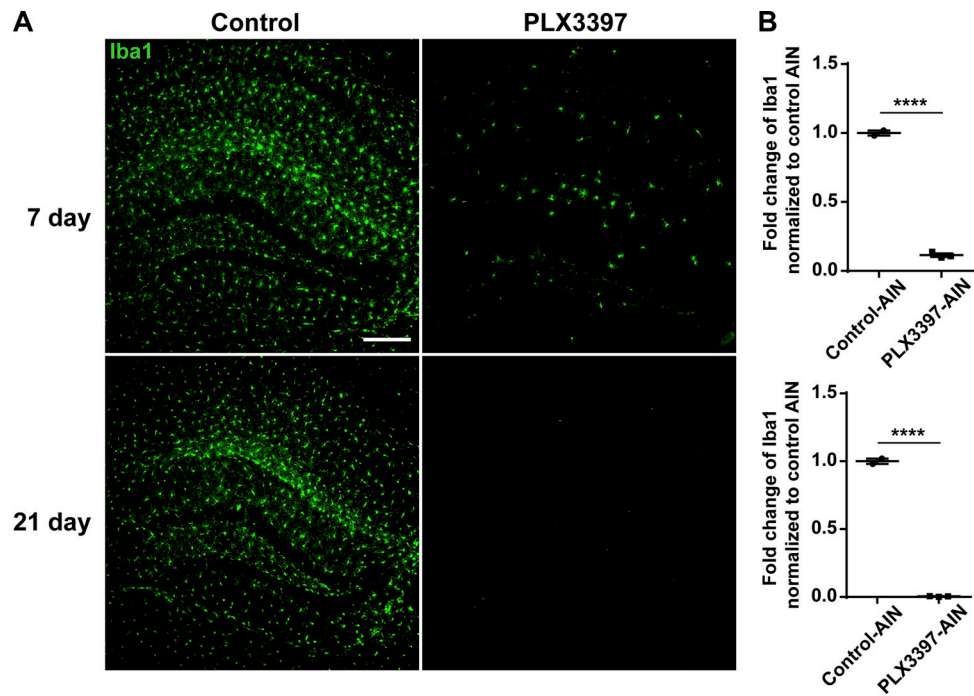 A
Control
PLX3397
B
Iba1
7 day
21 day
Fold change of Iba1
normalized to control AIN
1.5
1.0
0.5
0.0
****
Control-AIN
PLX3397-AIN
Fold change of Iba1
normalized to control AIN
1.5
1.0
0.5
0.0
****
Control-AIN
PLX3397-AIN